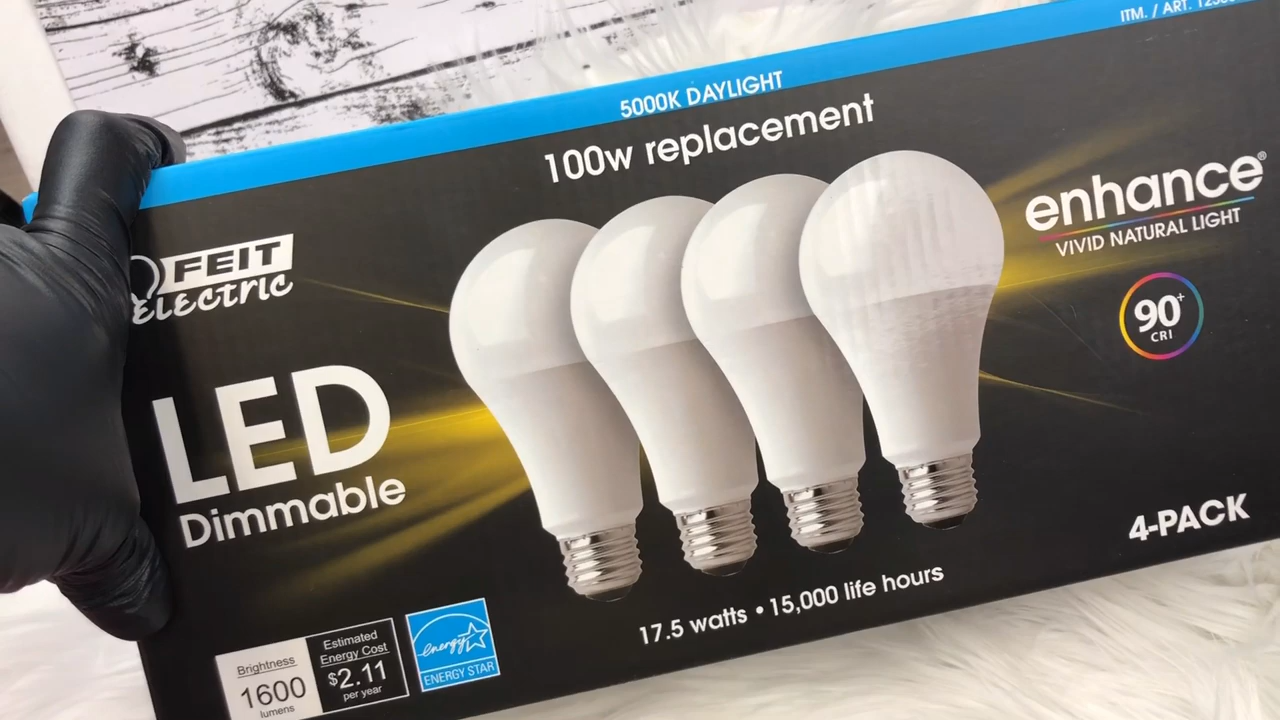 ITM. / ART.
5000K DAYLIGHT
100w replacement
FEIT
ELECTRIC
enhance®
VIVID NATURAL LIGHT
90+
CRI
LED
Dimmable
4-PACK
17.5 watts • 15,000 life hours
Brightness
1600
lumens
Estimated
Energy Cost
$2.11
per year
energy
ENERGY STAR